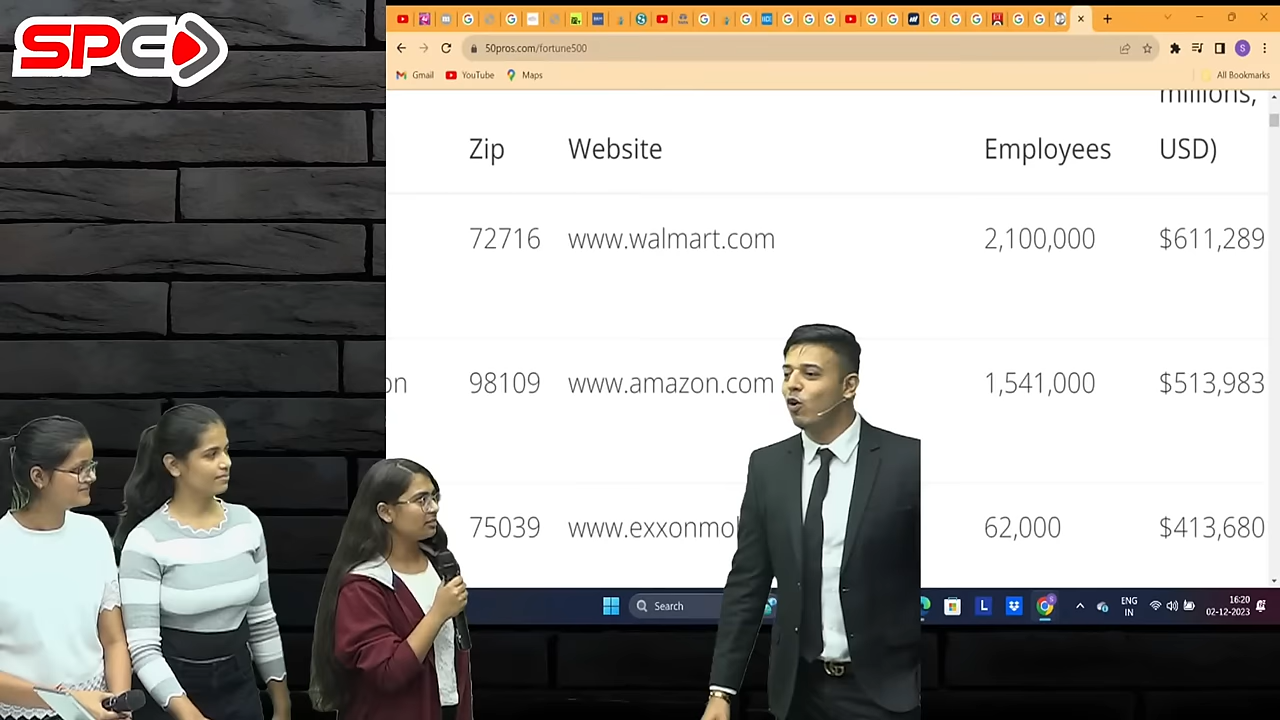 SPED
50pros.com/fortune500
Gmail YouTube Maps All Bookmarks
millions,
Zip Website Employees USD)
72716 www.walmart.com 2,100,000 $611,289
on 98109 www.amazon.com 1,541,000 $513,983
75039 www.exxonmo 62,000 $413,680
Search ENG 16:20
IN 02-12-2023